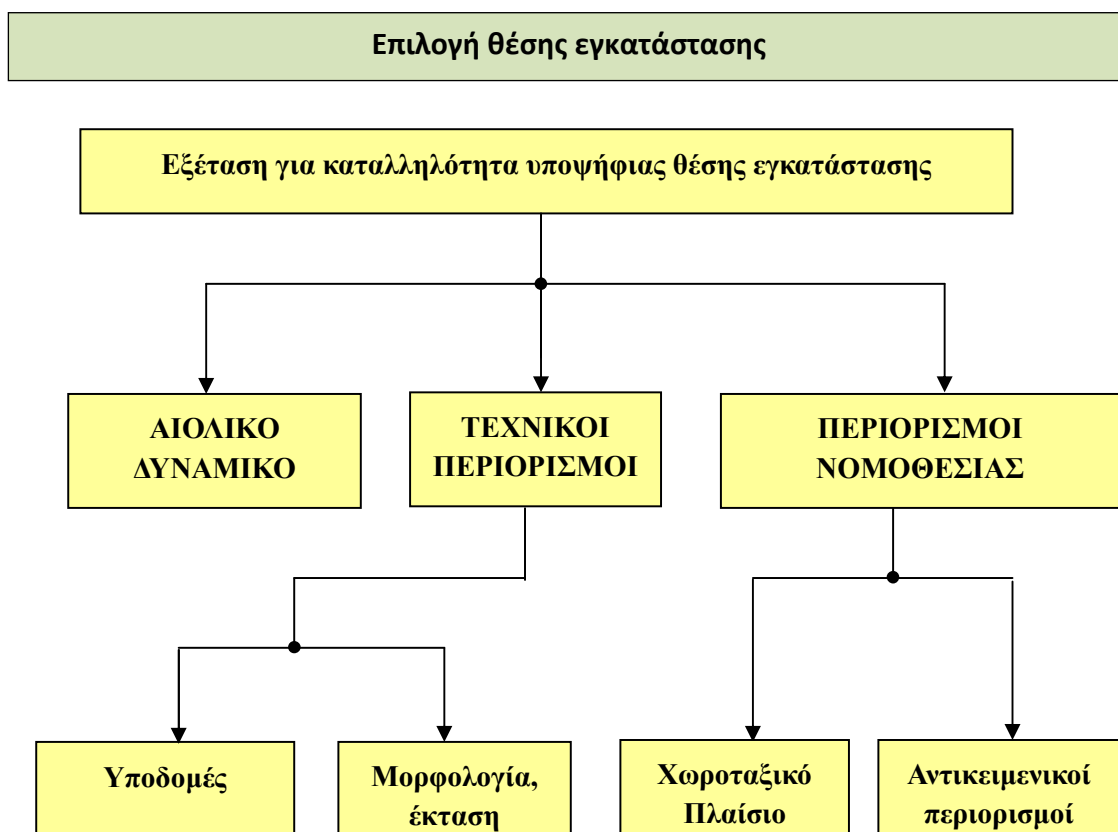 Επιλογή θέσης εγκατάστασης
Εξέταση για καταλληλότητα υποψήφιας θέσης εγκατάστασης
ΑΙΟΛΙΚΟ
ΔΥΝΑΜΙΚΟ
ΤΕΧΝΙΚΟΙ
ΠΕΡΙΟΡΙΣΜΟΙ
ΠΕΡΙΟΡΙΣΜΟΙ
ΝΟΜΟΘΕΣΙΑΣ
Υποδομές
Μορφολογία,
έκταση
Χωροταξικό
Πλαίσιο
Αντικειμενικοί
περιορισμοί